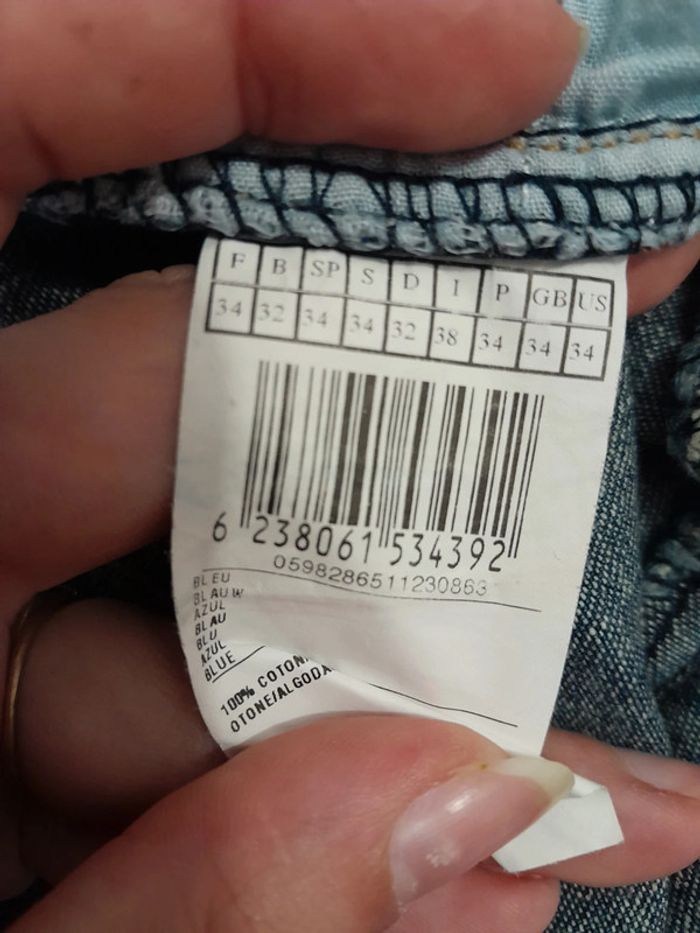 F B SP S D I P GB US
34 32 34 34 32 38 34 34 34
6 238061 534392
0598286511230863
BLEU
BLAUW
AZUL
BLAU
BLU
AZUL
BLUE
100% COTON
OTONE/ALGODA